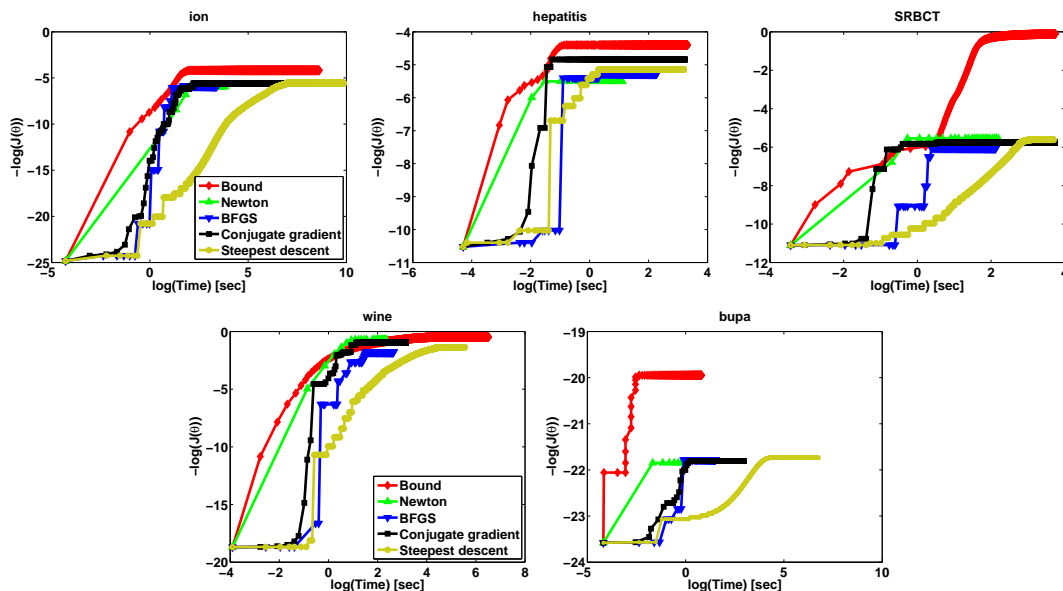 ion
−log(J(θ))
0
−5
−10
−15
−20
−25
−5 0 5 10
log(Time) [sec]
Bound
Newton
BFGS
Conjugate gradient
Steepest descent
hepatitis
−log(J(θ))
−4
−5
−6
−7
−8
−9
−10
−11
−6 −4 −2 0 2 4
log(Time) [sec]
SRBCT
−log(J(θ))
0
−2
−4
−6
−8
−10
−12
−4 −2 0 2 4
log(Time) [sec]
wine
−log(J(θ))
0
−5
−10
−15
−20
−4 −2 0 2 4 6 8
log(Time) [sec]
Bound
Newton
BFGS
Conjugate gradient
Steepest descent
bupa
−log(J(θ))
−19
−20
−21
−22
−23
−24
−5 0 5 10
log(Time) [sec]